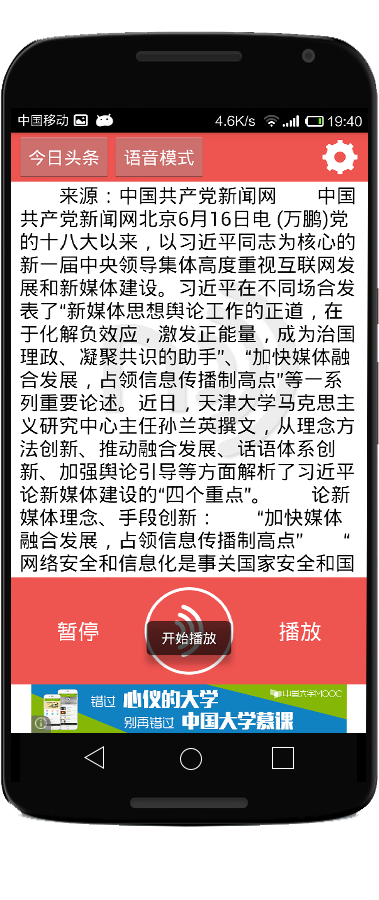 中国移动 4.6K/s 19:40
今日头条 语音模式
来源：中国共产党新闻网 中国
共产党新闻网北京6月16日电 (万鹏)党
的十八大以来，以习近平同志为核心的
新一届中央领导集体高度重视互联网发
展和新媒体建设。习近平在不同场合发
表了“新媒体思想舆论工作的正道，在
于化解负效应，激发正能量，成为治国
理政、凝聚共识的助手”、“加快媒体融
合发展，占领信息传播制高点”等一系
列重要论述。近日，天津大学马克思主
义研究中心主任孙兰英撰文，从理念方
法创新、推动融合发展、话语体系创
新、加强舆论引导等方面解析了习近平
论新媒体建设的“四个重点”。 论新
媒体理念、手段创新： “加快媒体
融合发展，占领信息传播制高点” “
网络安全和信息化是事关国家安全和国
暂停 开始播放 播放
错过 心仪的大学 中国大学MOOC
别再错过 中国大学慕课